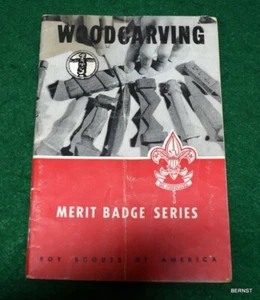 WOODCARVING
MERIT BADGE SERIES
BOY SCOUTS OF AMERICA
BERNST